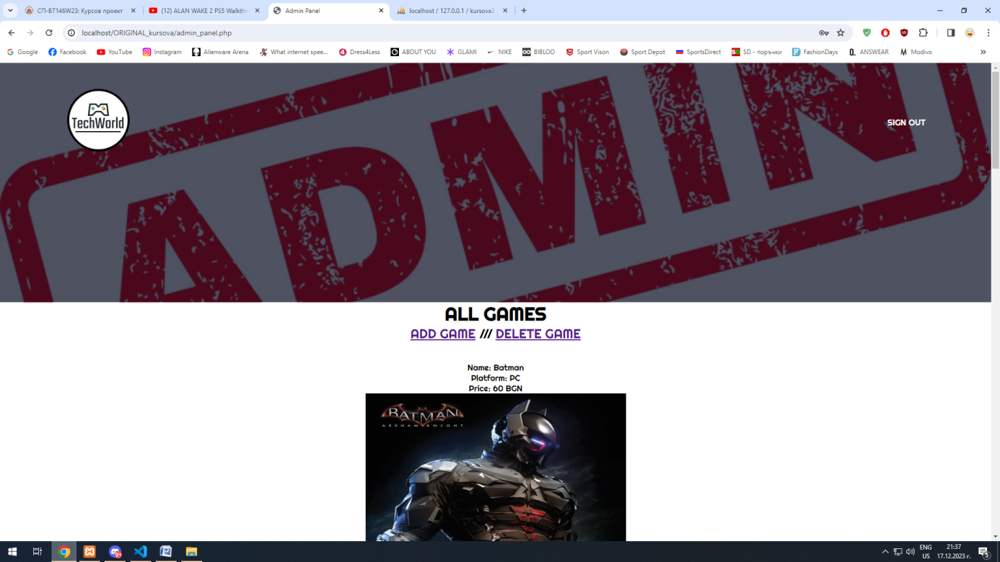 СП-B7146W23: Курсов проект
(12) ALAN WAKE 2 PS5 Walkth
Admin Panel
localhost / 127.0.0.1 / kursova2
localhost/ORIGINAL_kursova/admin_panel.php
Google
Facebook
YouTube
Instagram
Alienware Arena
What internet spee...
Dress4Less
ABOUT YOU
GLAMI
NIKE
BIBLOO
Sport Vison
Sport Depot
SportsDirect
SD - поръчки
FashionDays
ANSWEAR
Modivo
ADMIN
TechWorld
SIGN OUT
ALL GAMES
ADD GAME /// DELETE GAME
Name: Batman
Platform: PC
Price: 60 BGN
BATMAN
ARKHAM KNIGHT
ENG
US
21:37
17.12.2023 г.
5